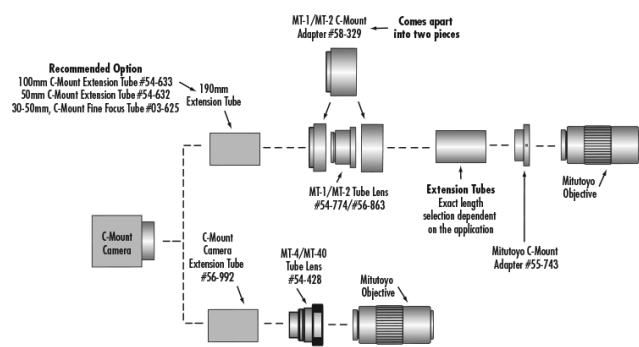 MT-1/MT-2 C-Mount
Adapter #58-329
Comes apart
into two pieces
Recommended Option
100mm C-Mount Extension Tube #54-633
50mm C-Mount Extension Tube #54-632
30-50mm, C-Mount Fine Focus Tube #03-625
190mm
Extension Tube
MT-1/MT-2 Tube Lens
#54-774/#56-863
Extension Tubes
Exact length
selection dependent
on the application
Mitutoyo
Objective
Mitutoyo C-Mount
Adapter #55-743
C-Mount
Camera
C-Mount
Camera
Extension Tube
#56-992
MT-4/MT-40
Tube Lens
#54-428
Mitutoyo
Objective